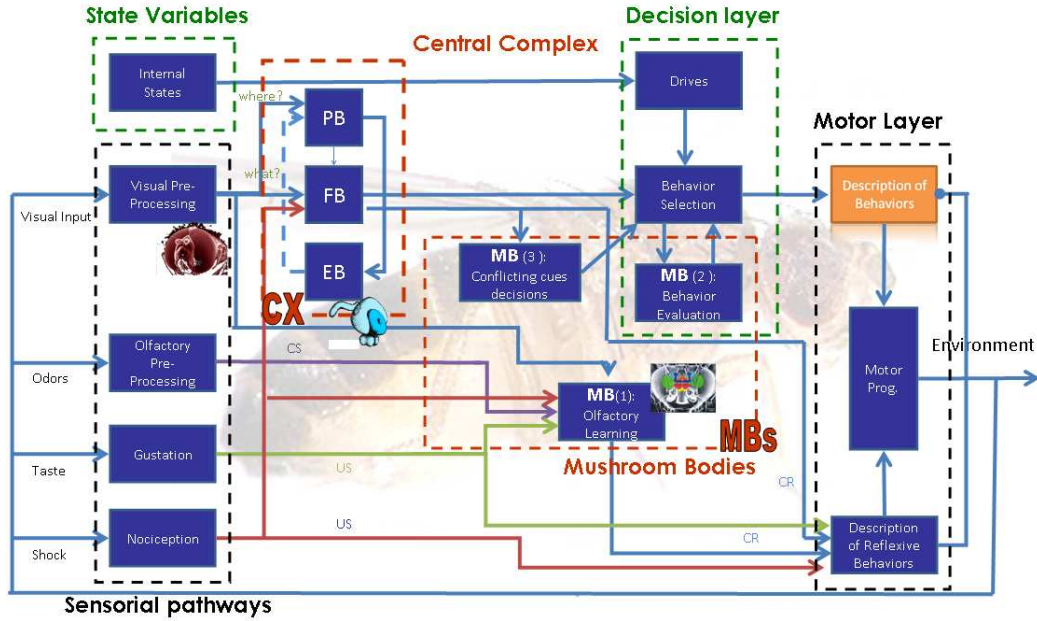 State Variables
Decision layer
Central Complex
Internal
States
where?
PB
Drives
Motor Layer
what?
Visual Pre-
Processing
Visual Input
FB
Behavior
Selection
Description of
Behaviors
EB
MB (3):
Conflicting cues
decisions
MB (2):
Behavior
Evaluation
CX
CS
Olfactory
Pre-
Processing
Odors
MB(1):
Olfactory
Learning
Motor
Prog.
Environment
MBs
Mushroom Bodies
Gustation
Taste
US
CR
Nociception
Shock
US
CR
Description
of Reflexive
Behaviors
Sensorial pathways